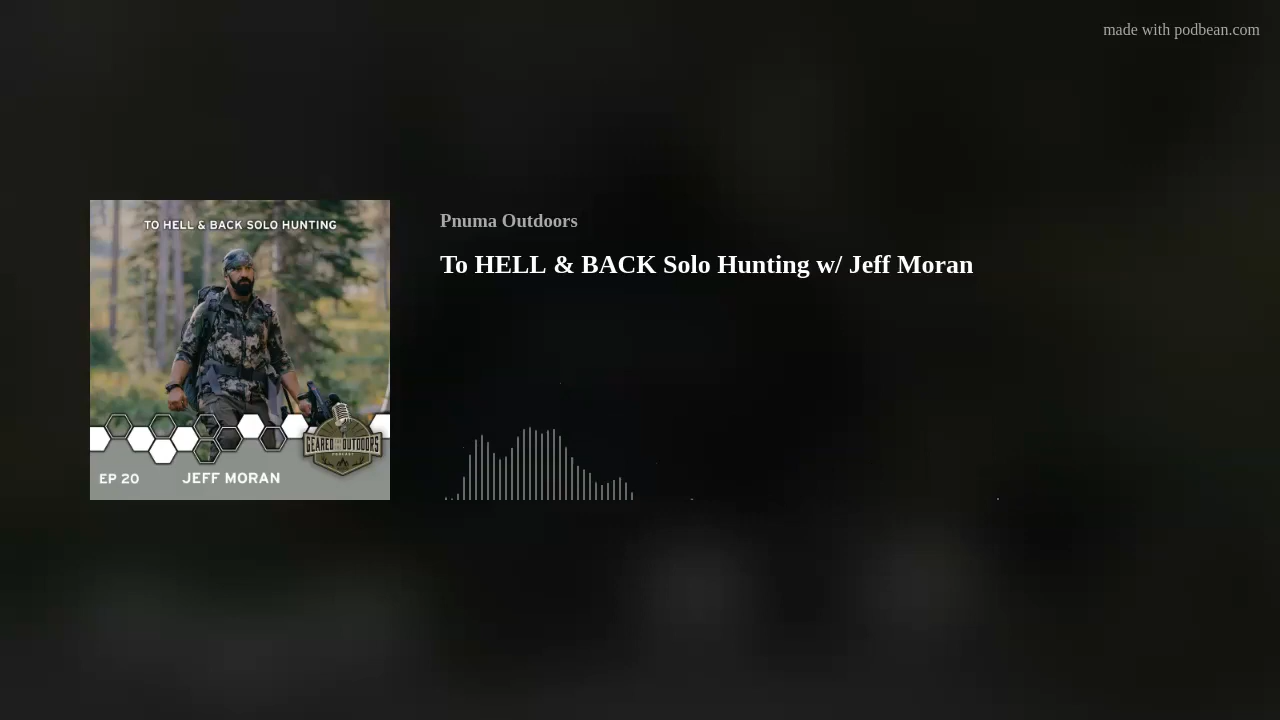 made with podbean.com
TO HELL & BACK SOLO HUNTING
Pnuma Outdoors
To HELL & BACK Solo Hunting w/ Jeff Moran
GEARED OUTDOORS
PODCAST
EP 20
JEFF MORAN